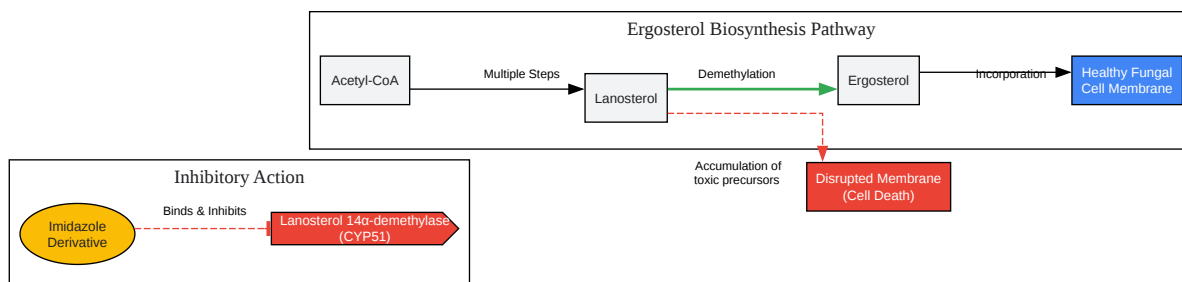 Ergosterol Biosynthesis Pathway
Acetyl-CoA
Multiple Steps
Lanosterol
Demethylation
Ergosterol
Incorporation
Healthy Fungal
Cell Membrane
Accumulation of
toxic precursors
Disrupted Membrane
(Cell Death)
Inhibitory Action
Imidazole
Derivative
Binds & Inhibits
Lanosterol 14α-demethylase
(CYP51)